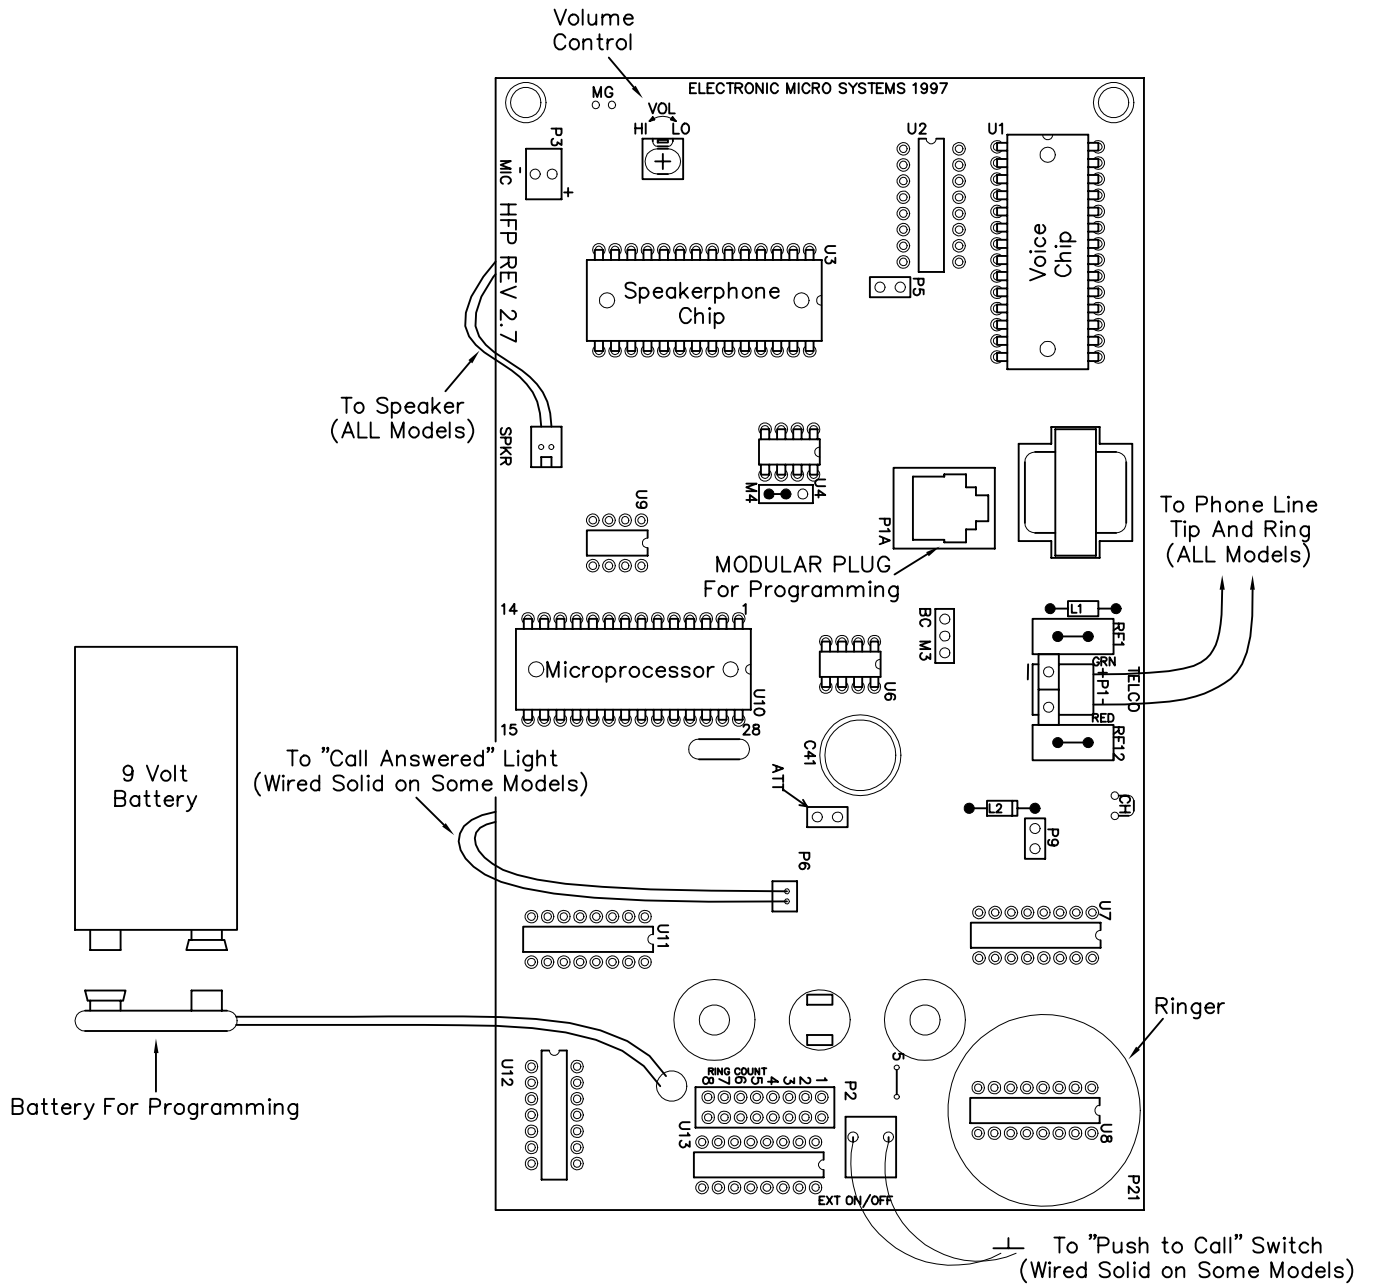 Volume
Control
MG
ELECTRONIC MICRO SYSTEMS 1997
VOL
HI
LO
P3
MIC
-
+
U2
U1
HFP REV 2.7
U3
Speakerphone
Chip
P5
Voice
Chip
To Speaker
(ALL Models)
SPKR
U4
M4
U9
P1A
MODULAR PLUG
For Programming
To Phone Line
Tip And Ring
(ALL Models)
14
1
Microprocessor
U10
15
28
BC M3
U6
L1
RF1
GRN
+P1-
TELCO
RED
RF12
C41
9 Volt
Battery
To "Call Answered" Light
(Wired Solid on Some Models)
ATT
L2
CH
P9
P6
U11
U7
Ringer
Battery For Programming
U12
RING COUNT
8 7 6 5 4 3 2 1
P2
5
U13
U8
P21
EXT ON/OFF
To "Push to Call" Switch
(Wired Solid on Some Models)